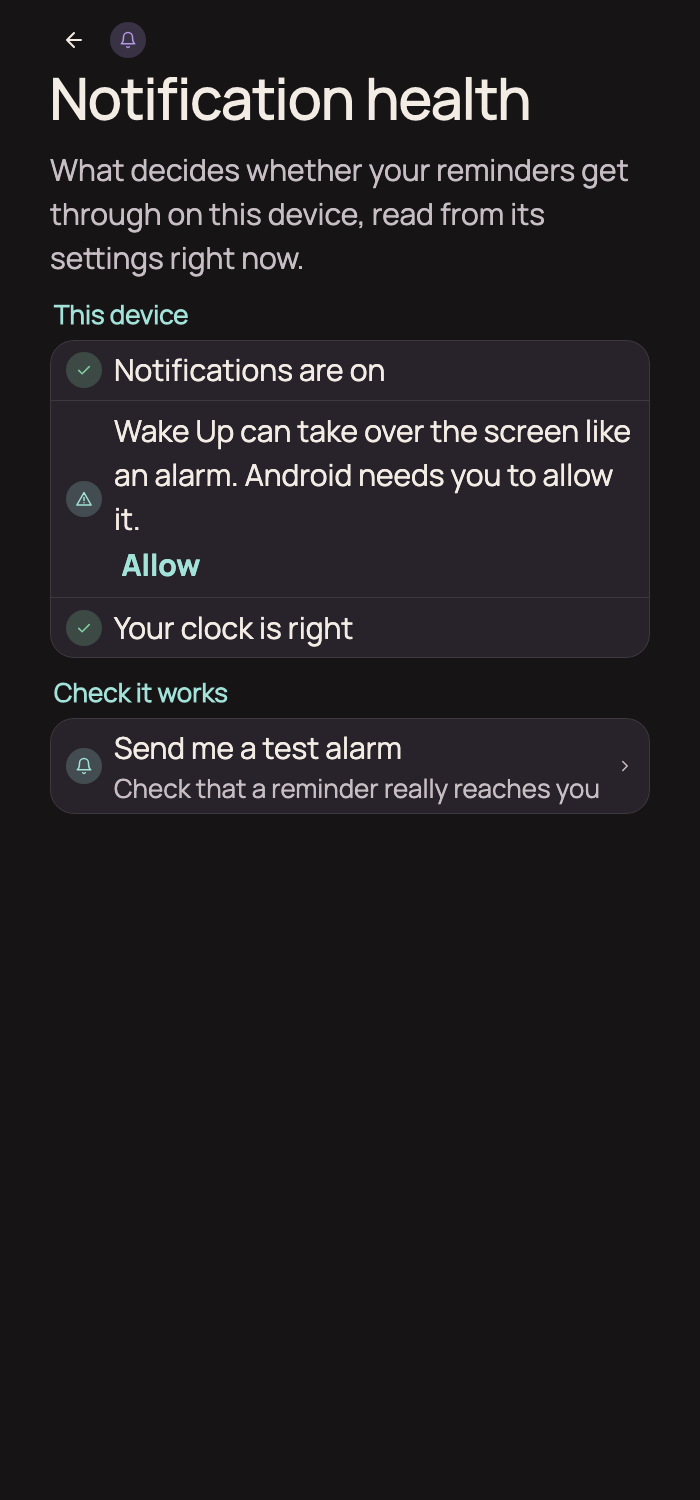 Notification health
What decides whether your reminders get
through on this device, read from its
settings right now.
This device
Notifications are on
Wake Up can take over the screen like
an alarm. Android needs you to allow
it.
Allow
Your clock is right
Check it works
Send me a test alarm
Check that a reminder really reaches you